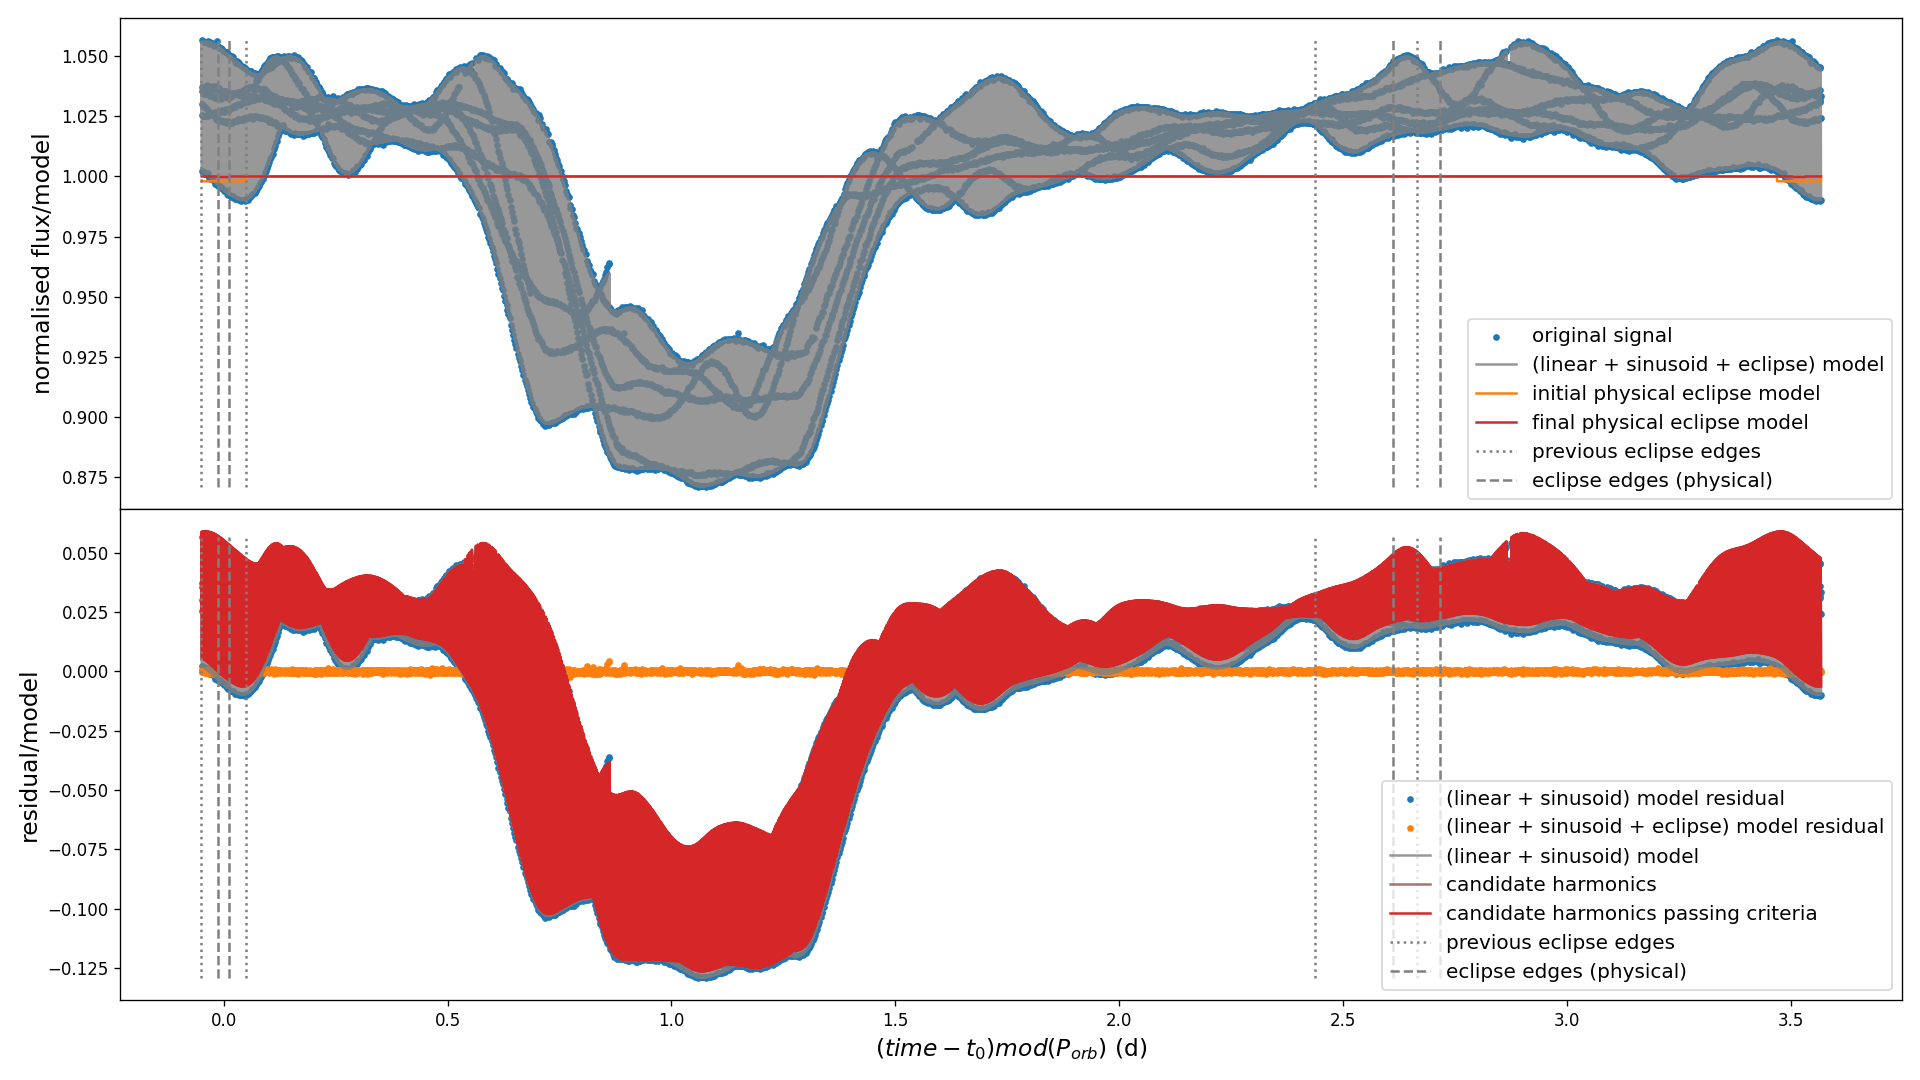 normalised flux/model
1.050
1.025
1.000
0.975
0.950
0.925
0.900
0.875
original signal
(linear + sinusoid + eclipse) model
initial physical eclipse model
final physical eclipse model
previous eclipse edges
eclipse edges (physical)
residual/model
0.050
0.025
0.000
−0.025
−0.050
−0.075
−0.100
−0.125
(linear + sinusoid) model residual
(linear + sinusoid + eclipse) model residual
(linear + sinusoid) model
candidate harmonics
candidate harmonics passing criteria
previous eclipse edges
eclipse edges (physical)
0.0 0.5 1.0 1.5 2.0 2.5 3.0 3.5
(time − t₀)mod(P_orb) (d)